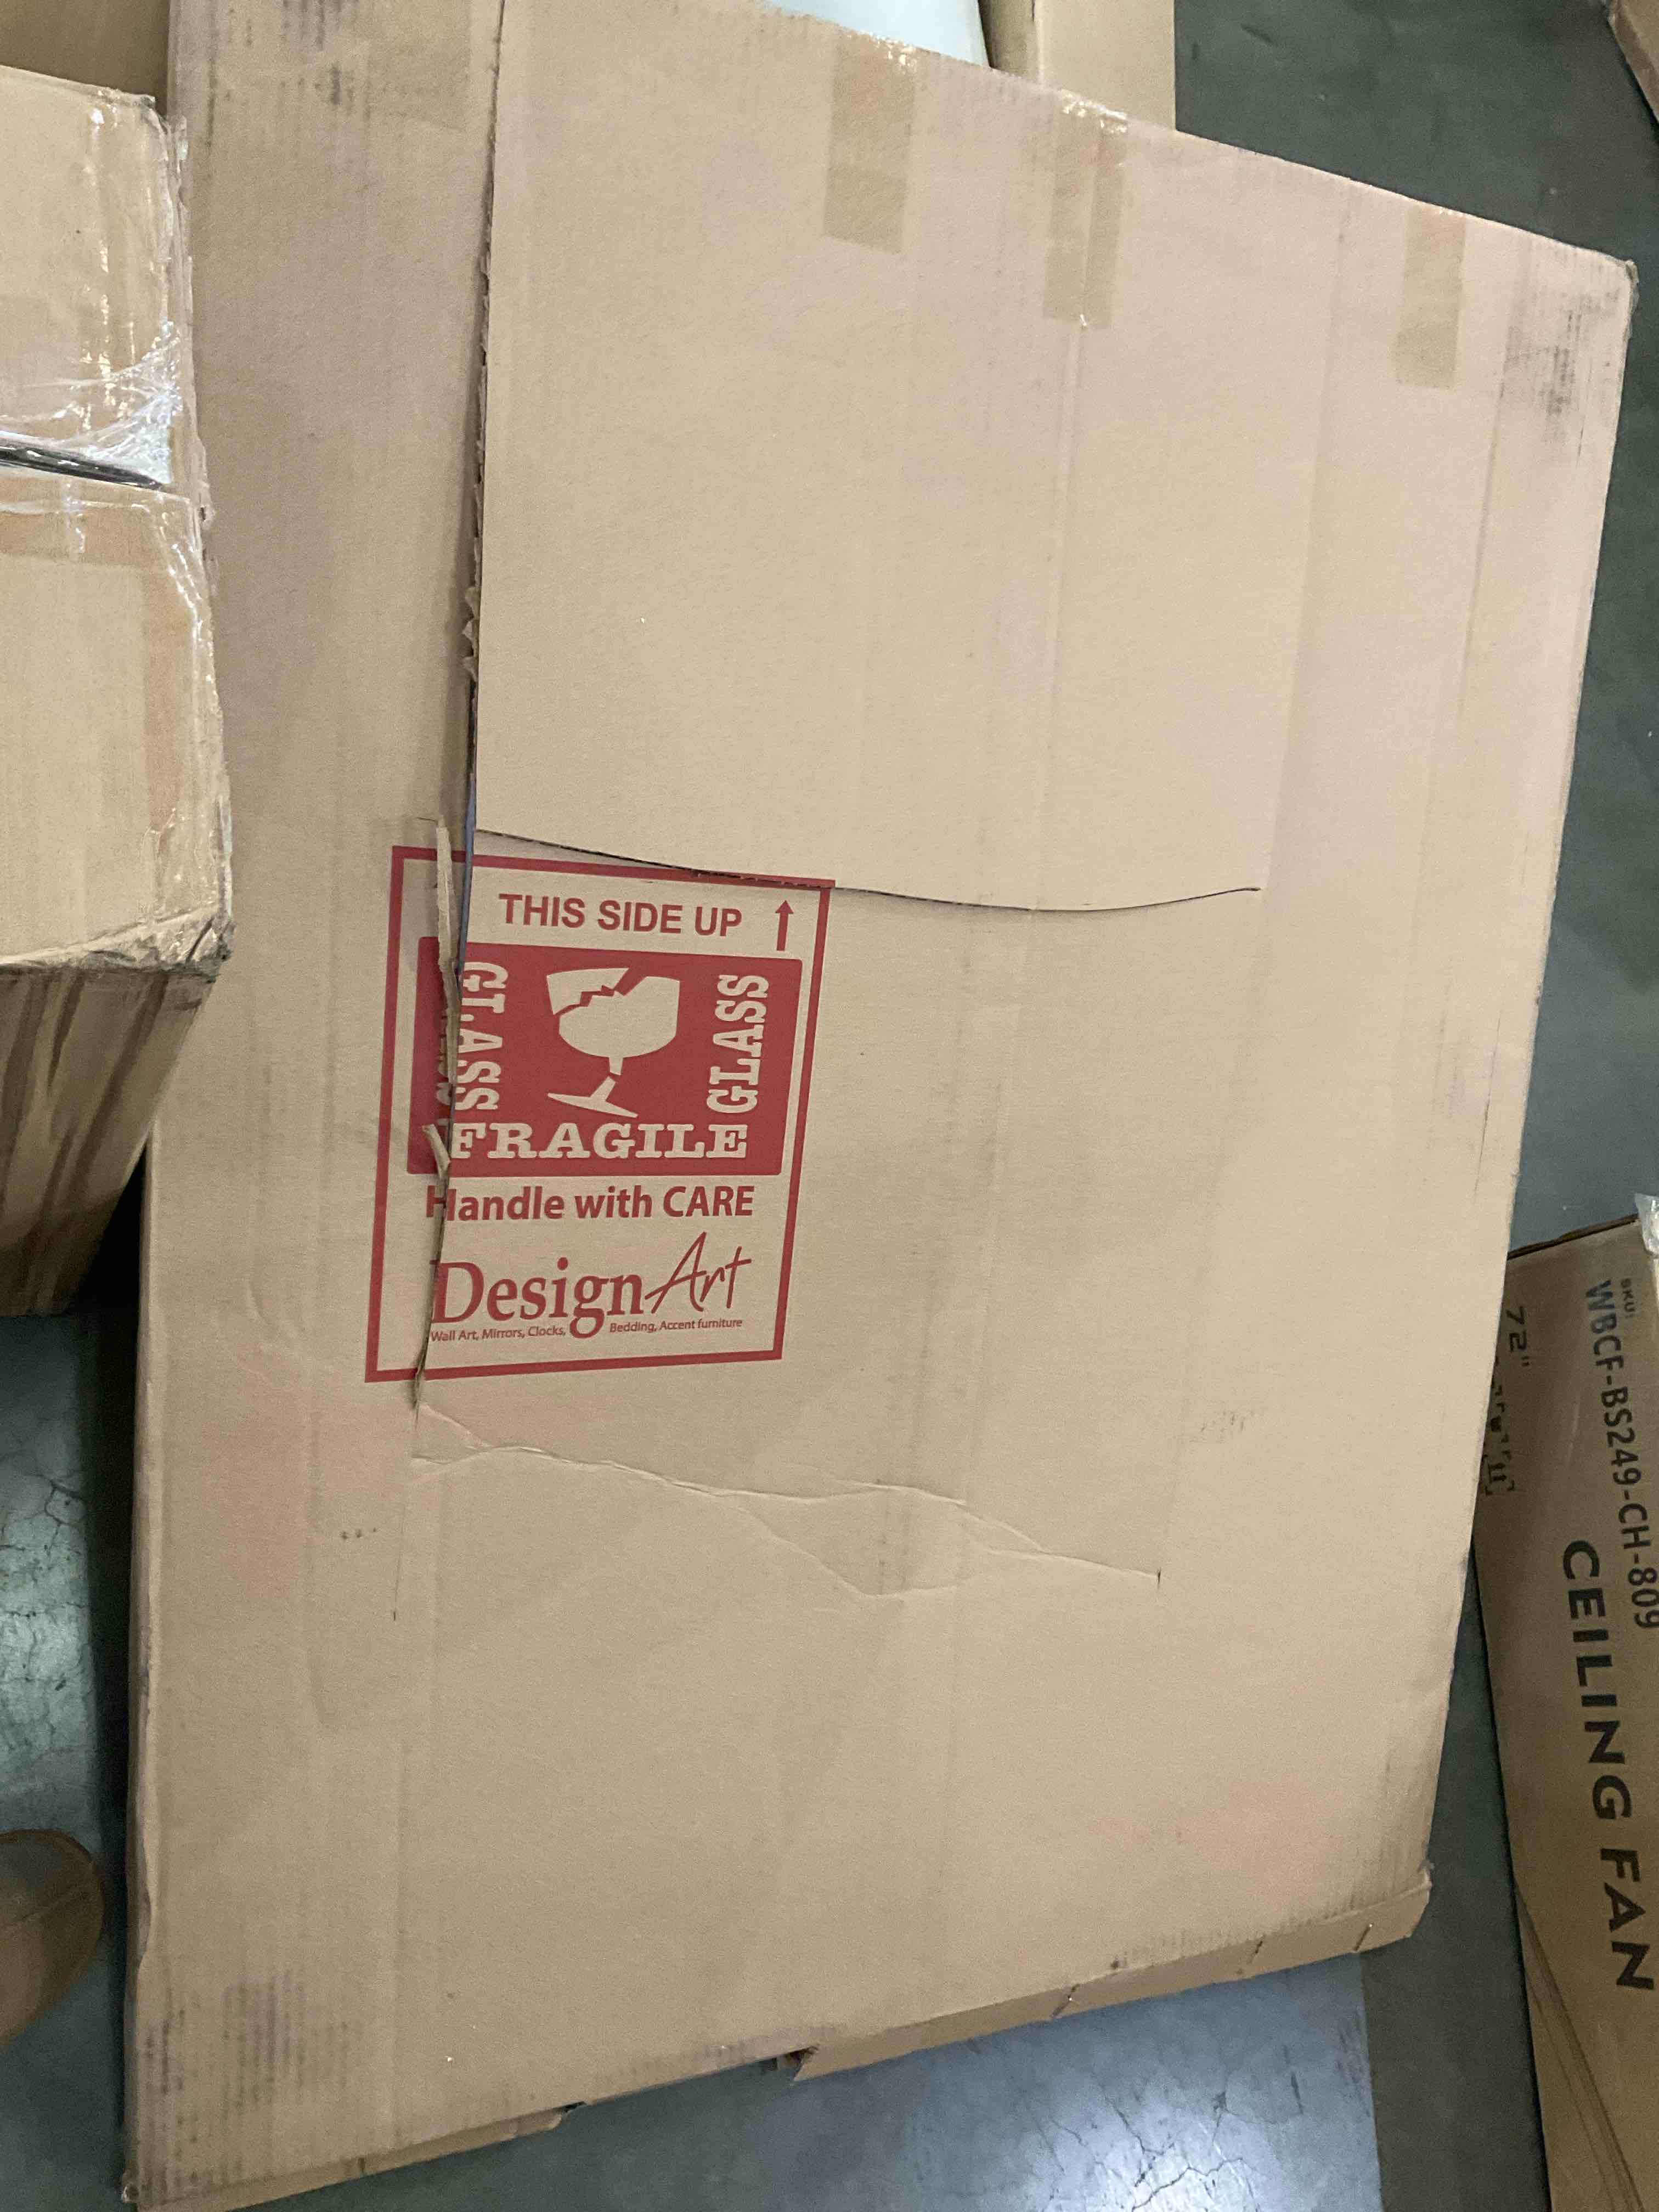 THIS SIDE UP ↑
GLASS
GLASS
FRAGILE
Handle with CARE
DesignArt
Wall Art, Mirrors, Clocks, Bedding, Accent furniture
SKU:
WBCF-BS249-CH-809
72"
CEILING FAN